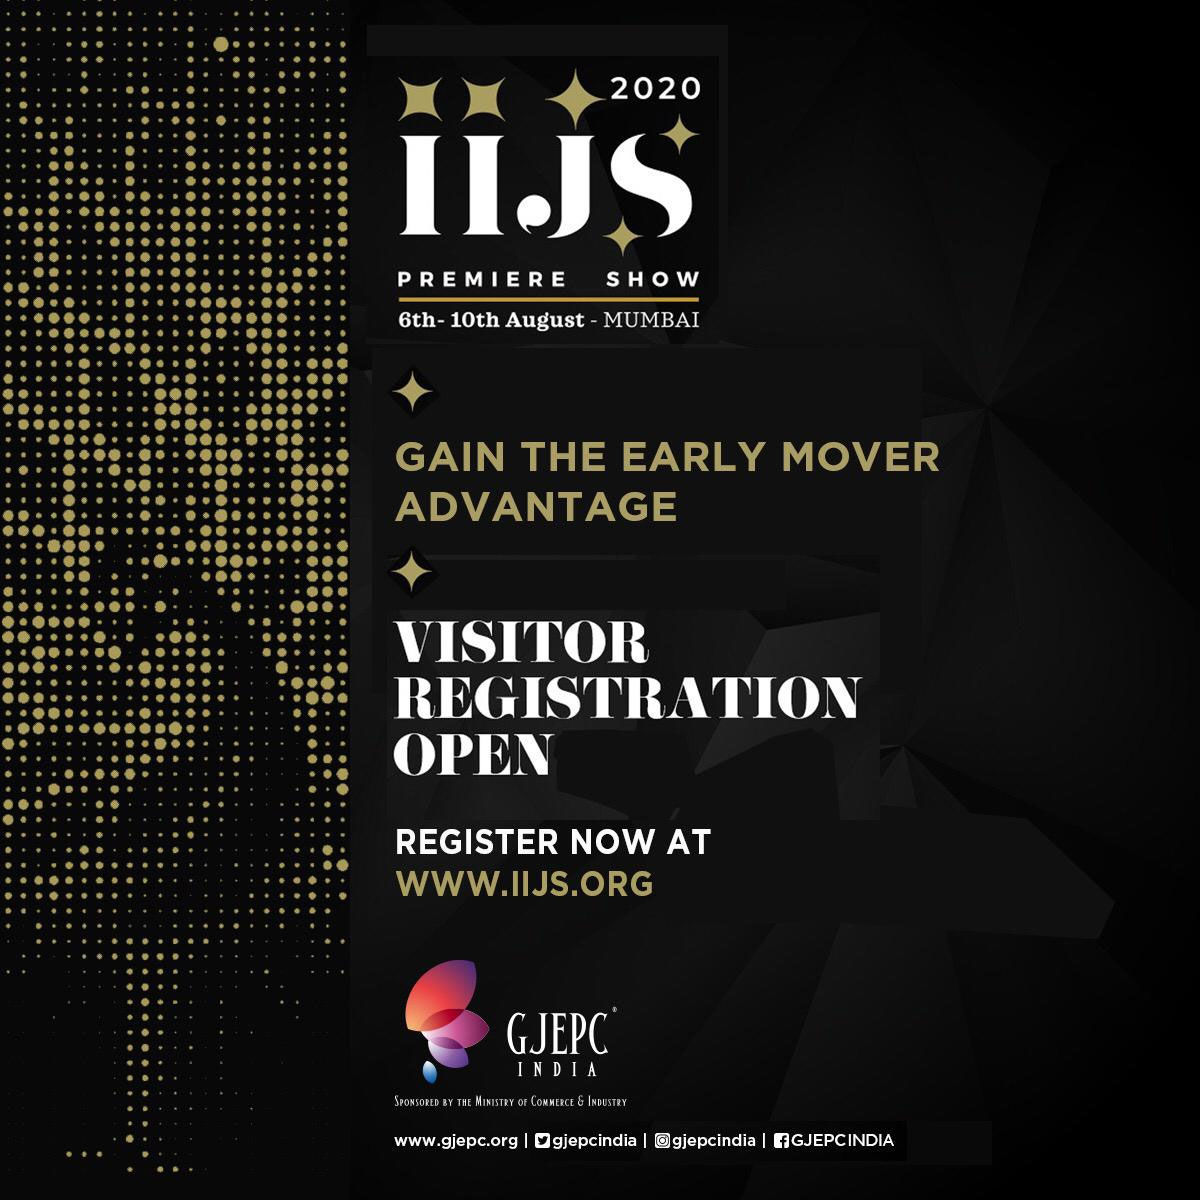 2020
IIJS
PREMIERE SHOW
6th- 10th August - MUMBAI
GAIN THE EARLY MOVER
ADVANTAGE
VISITOR
REGISTRATION
OPEN
REGISTER NOW AT
WWW.IIJS.ORG
GJEPC®
INDIA
SPONSORED BY THE MINISTRY OF COMMERCE & INDUSTRY
www.gjepc.org | gjepcindia | gjepcindia | GJEPCINDIA